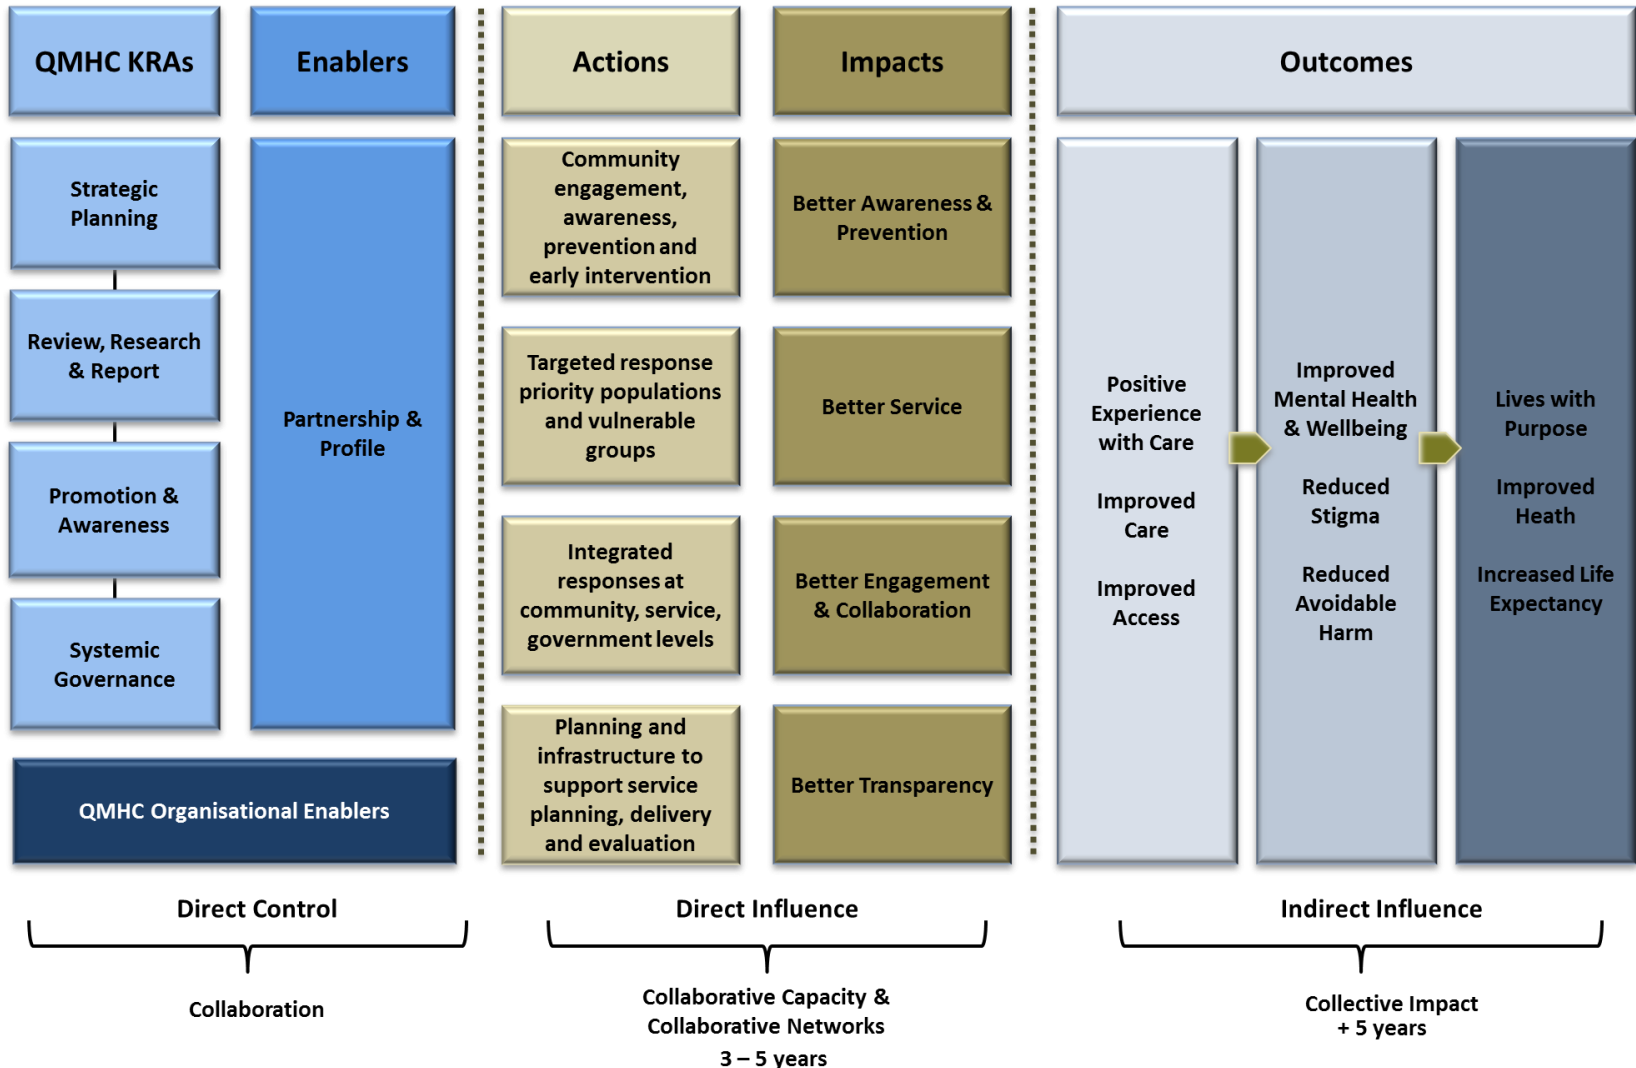 QMHC KRAs
Enablers
Actions
Impacts
Outcomes
Strategic
Planning
Review, Research
& Report
Promotion &
Awareness
Systemic
Governance
Partnership &
Profile
QMHC Organisational Enablers
Community
engagement,
awareness,
prevention and
early intervention
Targeted response
priority populations
and vulnerable
groups
Integrated
responses at
community, service,
government levels
Planning and
infrastructure to
support service
planning, delivery
and evaluation
Better Awareness &
Prevention
Better Service
Better Engagement
& Collaboration
Better Transparency
Positive
Experience
with Care
Improved
Care
Improved
Access
Improved
Mental Health
& Wellbeing
Reduced
Stigma
Reduced
Avoidable
Harm
Lives with
Purpose
Improved
Heath
Increased Life
Expectancy
Direct Control
Collaboration
Direct Influence
Collaborative Capacity &
Collaborative Networks
3 – 5 years
Indirect Influence
Collective Impact
+ 5 years